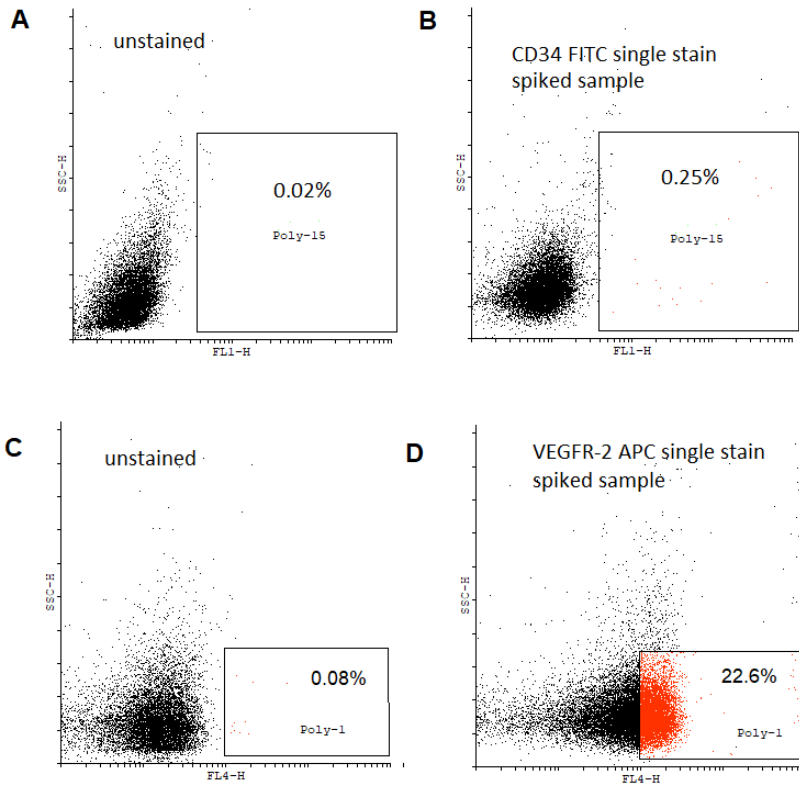 A
unstained
0.02%
Poly-15
SSC-H
FL1-H
B
CD34 FITC single stain
spiked sample
0.25%
Poly-15
SSC-H
FL1-H
C
unstained
0.08%
Poly-1
SSC-H
FL4-H
D
VEGFR-2 APC single stain
spiked sample
22.6%
Poly-1
SSC-H
FL4-H